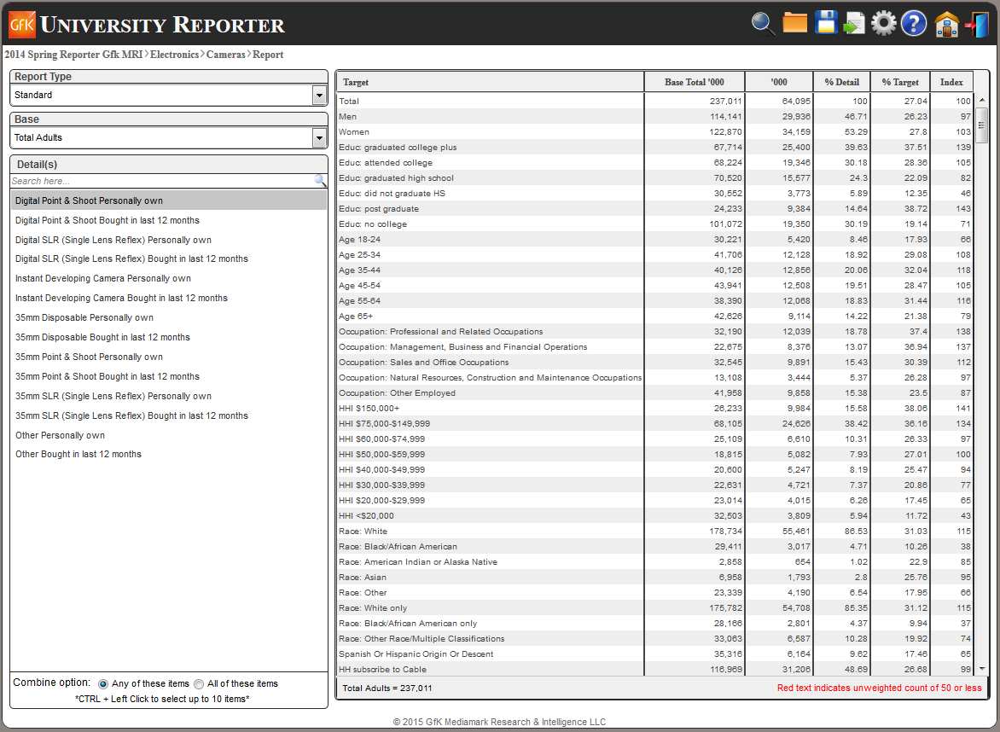 GfK UNIVERSITY REPORTER
2014 Spring Reporter Gfk MRI > Electronics > Cameras > Report
Report Type
Standard
Base
Total Adults
Detail(s)
Search here...
Digital Point & Shoot Personally own
Digital Point & Shoot Bought in last 12 months
Digital SLR (Single Lens Reflex) Personally own
Digital SLR (Single Lens Reflex) Bought in last 12 months
Instant Developing Camera Personally own
Instant Developing Camera Bought in last 12 months
35mm Disposable Personally own
35mm Disposable Bought in last 12 months
35mm Point & Shoot Personally own
35mm Point & Shoot Bought in last 12 months
35mm SLR (Single Lens Reflex) Personally own
35mm SLR (Single Lens Reflex) Bought in last 12 months
Other Personally own
Other Bought in last 12 months
Combine option: Any of these items All of these items
*CTRL + Left Click to select up to 10 items*
Target Base Total '000 '000 % Detail % Target Index
Total 237,011 64,095 100 27.04 100
Men 114,141 29,936 46.71 26.23 97
Women 122,870 34,159 53.29 27.8 103
Educ: graduated college plus 67,714 25,400 39.63 37.51 139
Educ: attended college 68,224 19,346 30.18 28.36 105
Educ: graduated high school 70,520 15,577 24.3 22.09 82
Educ: did not graduate HS 30,552 3,773 5.89 12.35 46
Educ: post graduate 24,233 9,384 14.64 38.72 143
Educ: no college 101,072 19,350 30.19 19.14 71
Age 18-24 30,221 5,420 8.46 17.93 66
Age 25-34 41,706 12,128 18.92 29.08 108
Age 35-44 40,126 12,856 20.06 32.04 118
Age 45-54 43,941 12,508 19.51 28.47 105
Age 55-64 38,390 12,068 18.83 31.44 116
Age 65+ 42,626 9,114 14.22 21.38 79
Occupation: Professional and Related Occupations 32,190 12,039 18.78 37.4 138
Occupation: Management, Business and Financial Operations 22,675 8,376 13.07 36.94 137
Occupation: Sales and Office Occupations 32,545 9,891 15.43 30.39 112
Occupation: Natural Resources, Construction and Maintenance Occupations 13,108 3,444 5.37 26.28 97
Occupation: Other Employed 41,958 9,858 15.38 23.5 87
HHI $150,000+ 26,233 9,984 15.58 38.06 141
HHI $75,000-$149,999 68,105 24,626 38.42 36.16 134
HHI $60,000-$74,999 25,109 6,610 10.31 26.33 97
HHI $50,000-$59,999 18,815 5,082 7.93 27.01 100
HHI $40,000-$49,999 20,600 5,247 8.19 25.47 94
HHI $30,000-$39,999 22,631 4,721 7.37 20.86 77
HHI $20,000-$29,999 23,014 4,015 6.26 17.45 65
HHI <$20,000 32,503 3,809 5.94 11.72 43
Race: White 178,734 55,461 86.53 31.03 115
Race: Black/African American 29,411 3,017 4.71 10.26 38
Race: American Indian or Alaska Native 2,858 654 1.02 22.9 85
Race: Asian 6,958 1,793 2.8 25.76 95
Race: Other 23,339 4,190 6.54 17.95 66
Race: White only 175,782 54,708 85.35 31.12 115
Race: Black/African American only 28,166 2,801 4.37 9.94 37
Race: Other Race/Multiple Classifications 33,063 6,587 10.28 19.92 74
Spanish Or Hispanic Origin Or Descent 35,316 6,164 9.62 17.46 65
HH subscribe to Cable 116,969 31,206 48.69 26.68 99
Total Adults = 237,011 Red text indicates unweighted count of 50 or less
© 2015 GfK Mediamark Research & Intelligence LLC